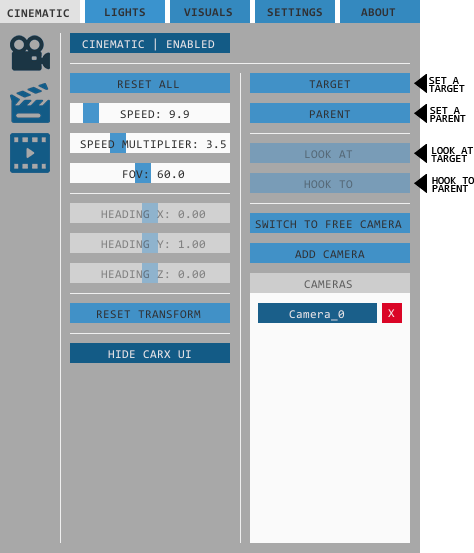 CINEMATIC LIGHTS VISUALS SETTINGS ABOUT
CINEMATIC | ENABLED
RESET ALL
SPEED: 9.9
SPEED MULTIPLIER: 3.5
FOV: 60.0
HEADING X: 0.00
HEADING Y: 1.00
HEADING Z: 0.00
RESET TRANSFORM
HIDE CARX UI
TARGET
PARENT
LOOK AT
HOOK TO
SWITCH TO FREE CAMERA
ADD CAMERA
CAMERAS
Camera_0 X
SET A
TARGET
SET A
PARENT
LOOK AT
TARGET
HOOK TO
PARENT